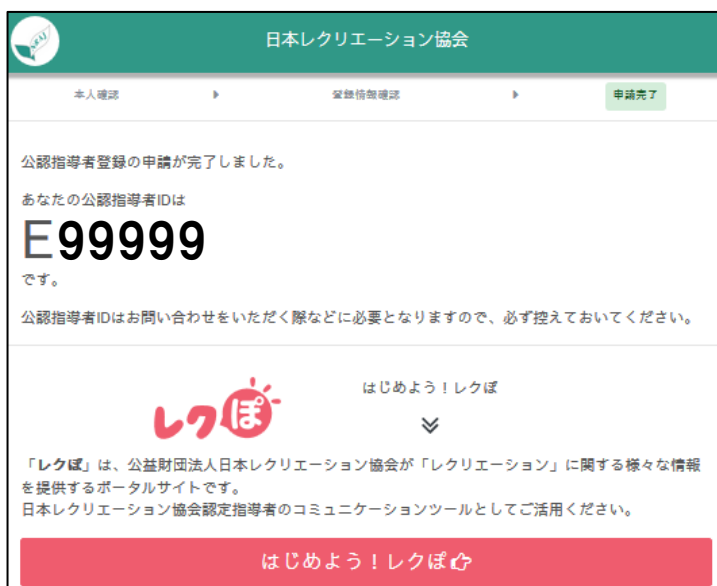 日本レクリエーション協会
本人確認
登録情報確認
申請完了
公認指導者登録の申請が完了しました。
あなたの公認指導者IDは
E99999
です。
公認指導者IDはお問い合わせをいただく際などに必要となりますので、必ず控えておいてください。
レクぽ
はじめよう！レクぽ
「レクぽ」は、公益財団法人日本レクリエーション協会が「レクリエーション」に関する様々な情報
を提供するポータルサイトです。
日本レクリエーション協会認定指導者のコミュニケーションツールとしてご活用ください。
はじめよう！レクぽ